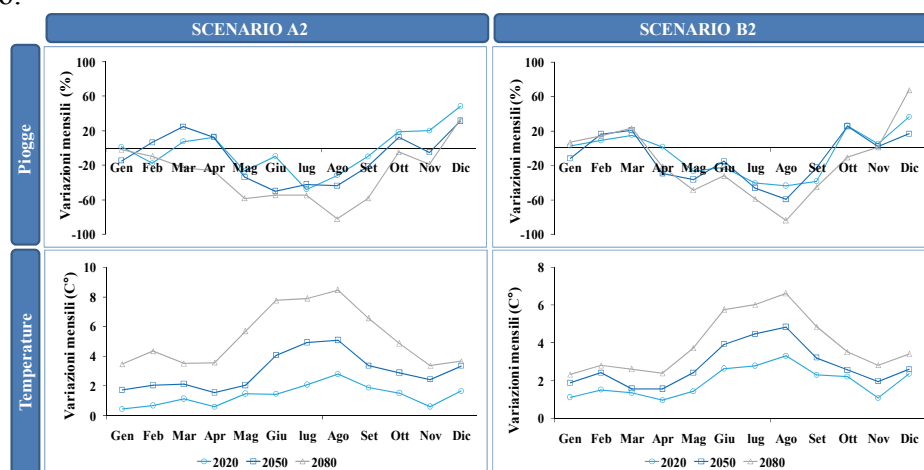 SCENARIO A2
SCENARIO B2
Piogge
Variazioni mensili (%)
100
60
20
-20
-60
-100
Gen Feb Mar Apr Mag Giu lug Ago Set Ott Nov Dic
Variazioni mensili (%)
100
60
20
-20
-60
-100
Gen Feb Mar Apr Mag Giu lug Ago Set Ott Nov Dic
Temperature
Variazioni mensili (C°)
10
8
6
4
2
0
Gen Feb Mar Apr Mag Giu lug Ago Set Ott Nov Dic
2020 2050 2080
Variazioni mensili (C°)
8
6
4
2
0
Gen Feb Mar Apr Mag Giu lug Ago Set Ott Nov Dic
2020 2050 2080